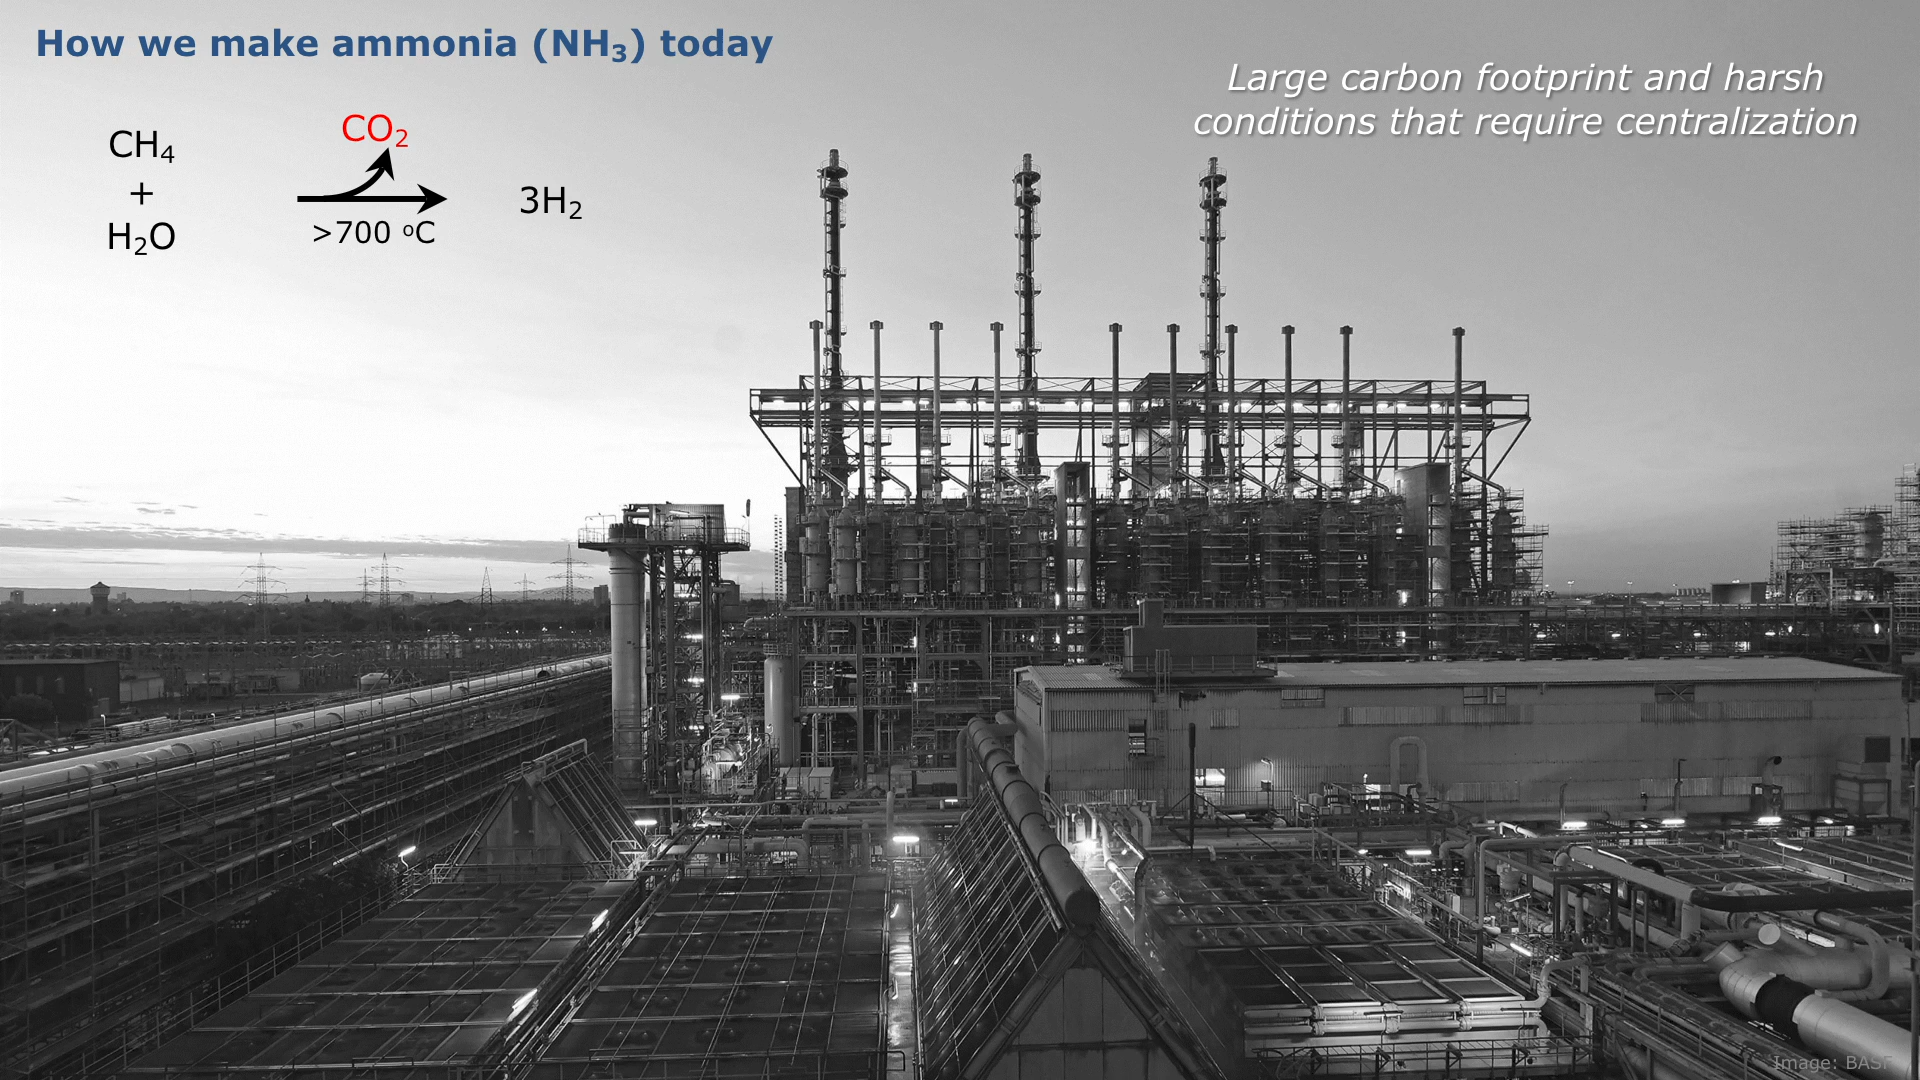 How we make ammonia (NH₃) today
Large carbon footprint and harsh
conditions that require centralization
CO₂
CH₄
+
H₂O
>700 ºC
3H₂
Image: BASF